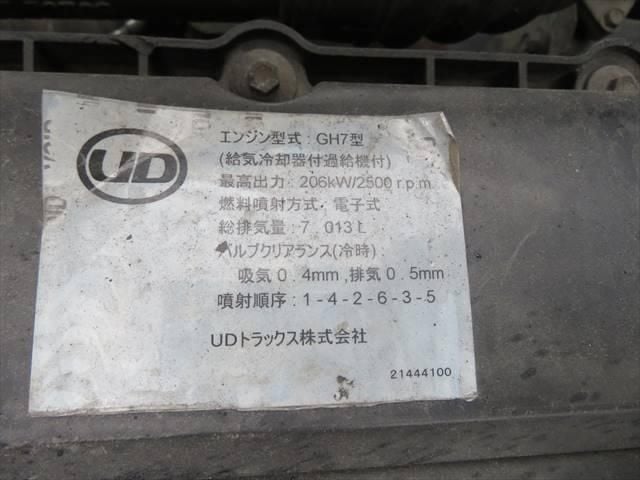 UD
エンジン型式 : GH7型
(給気冷却器付過給機付)
最高出力 : 206kW/2500 r.p.m
燃料噴射方式 電子式
総排気量 : 7.013 L
バルブクリアランス(冷時)
吸気 0.4mm , 排気 0.5mm
噴射順序 : 1-4-2-6-3-5
UDトラックス株式会社
21444100